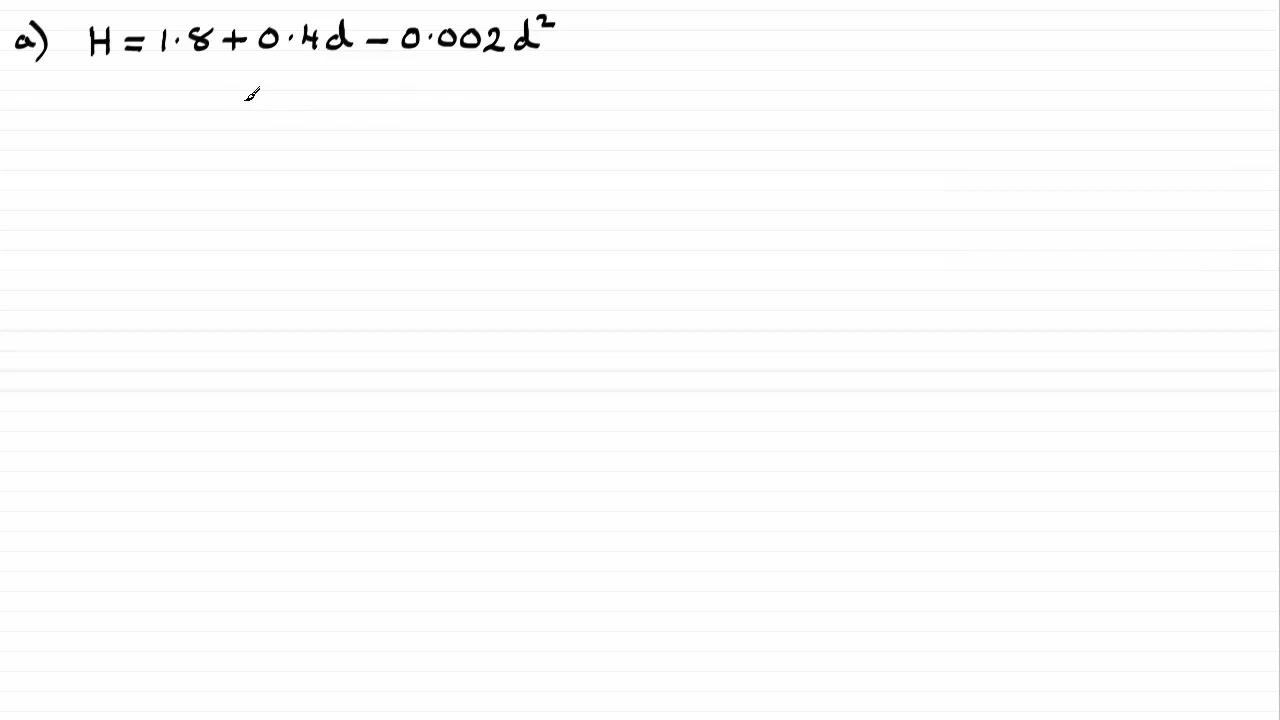 a) H = 1.8 + 0.4d - 0.002d²